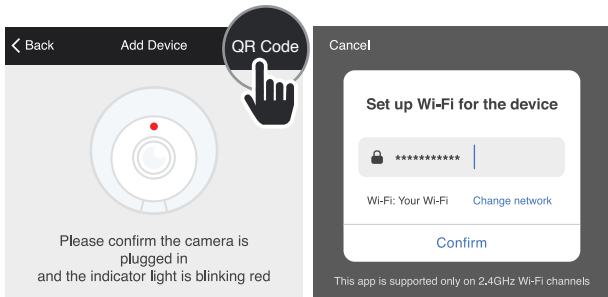 Back
Add Device
QR Code
Please confirm the camera is
plugged in
and the indicator light is blinking red
Cancel
Set up Wi-Fi for the device
***********
Wi-Fi: Your Wi-Fi
Change network
Confirm
This app is supported only on 2.4GHz Wi-Fi channels